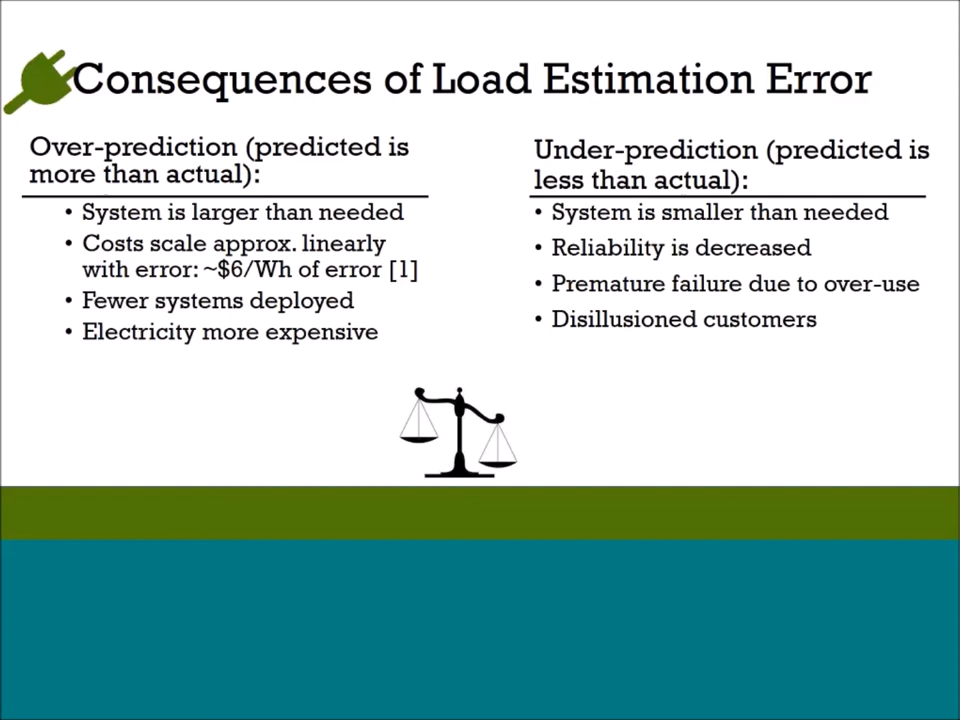 Consequences of Load Estimation Error
Over-prediction (predicted is
more than actual):
• System is larger than needed
• Costs scale approx. linearly
with error: ~$6/Wh of error [1]
• Fewer systems deployed
• Electricity more expensive
Under-prediction (predicted is
less than actual):
• System is smaller than needed
• Reliability is decreased
• Premature failure due to over-use
• Disillusioned customers